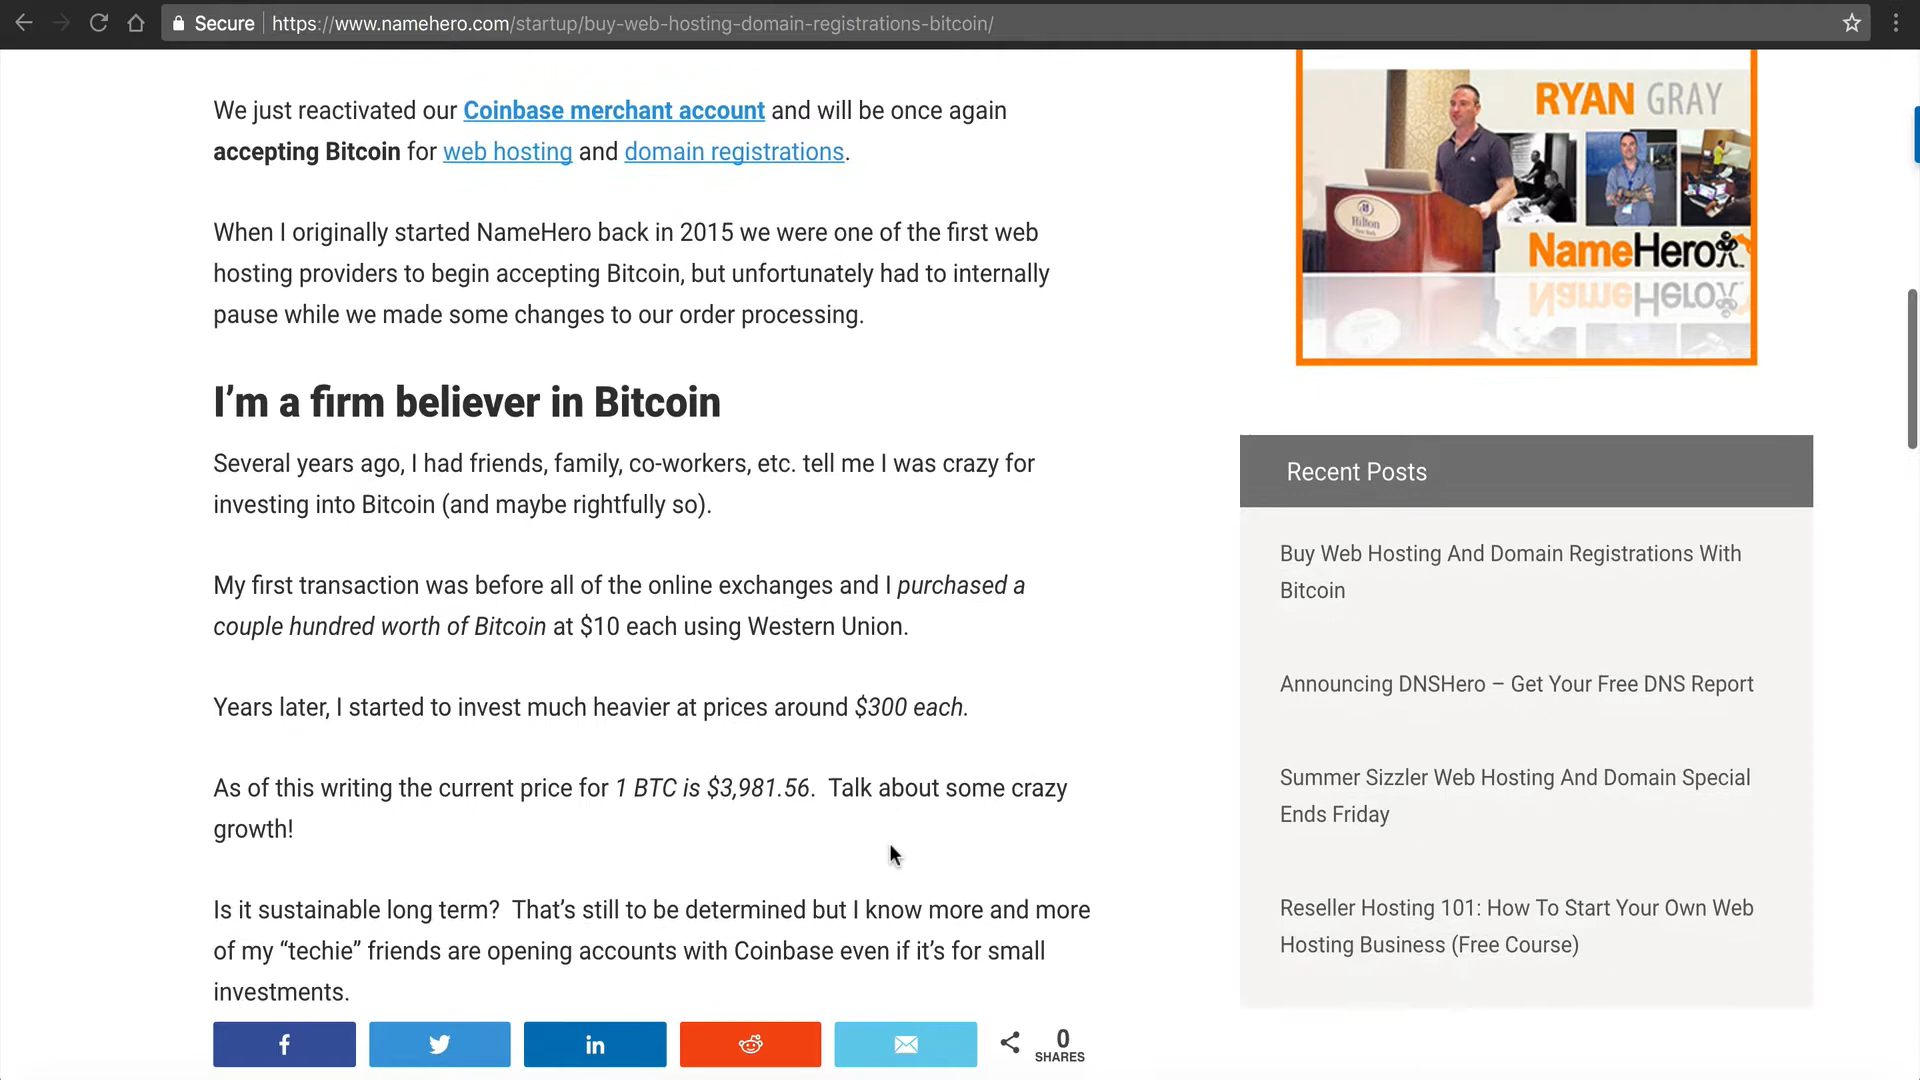 Secure
https://www.namehero.com/startup/buy-web-hosting-domain-registrations-bitcoin/
We just reactivated our Coinbase merchant account and will be once again
accepting Bitcoin for web hosting and domain registrations.
When I originally started NameHero back in 2015 we were one of the first web
hosting providers to begin accepting Bitcoin, but unfortunately had to internally
pause while we made some changes to our order processing.
I’m a firm believer in Bitcoin
Several years ago, I had friends, family, co-workers, etc. tell me I was crazy for
investing into Bitcoin (and maybe rightfully so).
My first transaction was before all of the online exchanges and I purchased a
couple hundred worth of Bitcoin at $10 each using Western Union.
Years later, I started to invest much heavier at prices around $300 each.
As of this writing the current price for 1 BTC is $3,981.56.  Talk about some crazy
growth!
Is it sustainable long term?  That’s still to be determined but I know more and more
of my “techie” friends are opening accounts with Coinbase even if it’s for small
investments.
0
SHARES
RYAN GRAY
Hilton
NameHero
Recent Posts
Buy Web Hosting And Domain Registrations With
Bitcoin
Announcing DNSHero – Get Your Free DNS Report
Summer Sizzler Web Hosting And Domain Special
Ends Friday
Reseller Hosting 101: How To Start Your Own Web
Hosting Business (Free Course)